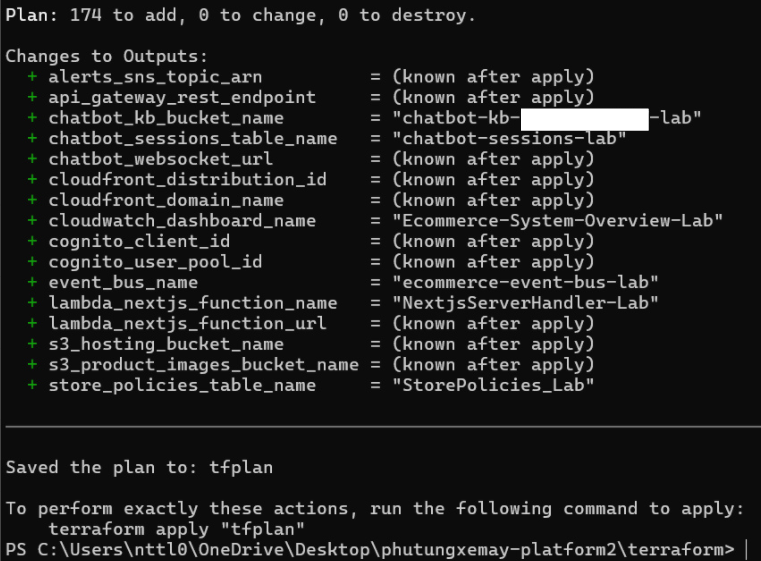 Plan: 174 to add, 0 to change, 0 to destroy.
Changes to Outputs:
+ alerts_sns_topic_arn = (known after apply)
+ api_gateway_rest_endpoint = (known after apply)
+ chatbot_kb_bucket_name = "chatbot-kb- -lab"
+ chatbot_sessions_table_name = "chatbot-sessions-lab"
+ chatbot_websocket_url = (known after apply)
+ cloudfront_distribution_id = (known after apply)
+ cloudfront_domain_name = (known after apply)
+ cloudwatch_dashboard_name = "Ecommerce-System-Overview-Lab"
+ cognito_client_id = (known after apply)
+ cognito_user_pool_id = (known after apply)
+ event_bus_name = "ecommerce-event-bus-lab"
+ lambda_nextjs_function_name = "NextjsServerHandler-Lab"
+ lambda_nextjs_function_url = (known after apply)
+ s3_hosting_bucket_name = (known after apply)
+ s3_product_images_bucket_name = (known after apply)
+ store_policies_table_name = "StorePolicies_Lab"
Saved the plan to: tfplan
To perform exactly these actions, run the following command to apply:
terraform apply "tfplan"
PS C:\Users\nttl0\OneDrive\Desktop\phutungxemay-platform2\terraform>